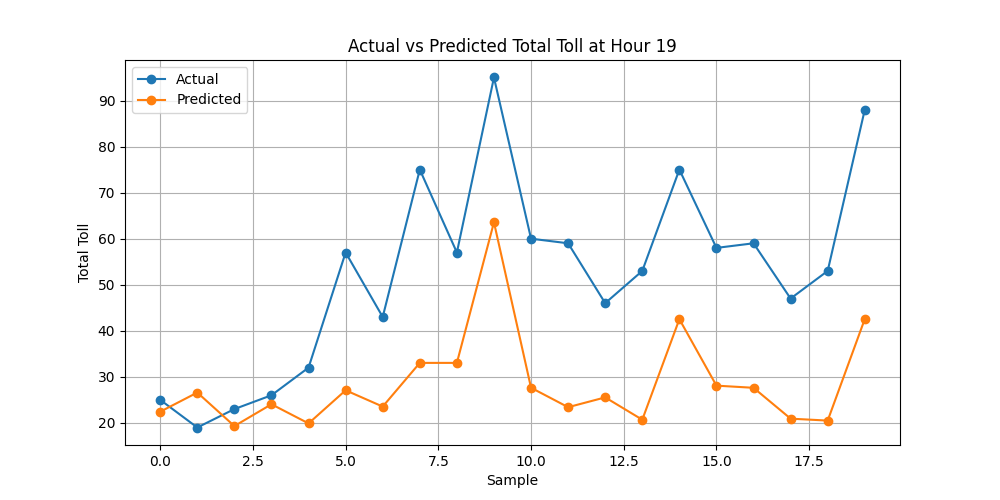 Actual vs Predicted Total Toll at Hour 19
Actual
Predicted
Total Toll
90
80
70
60
50
40
30
20
0.0 2.5 5.0 7.5 10.0 12.5 15.0 17.5
Sample